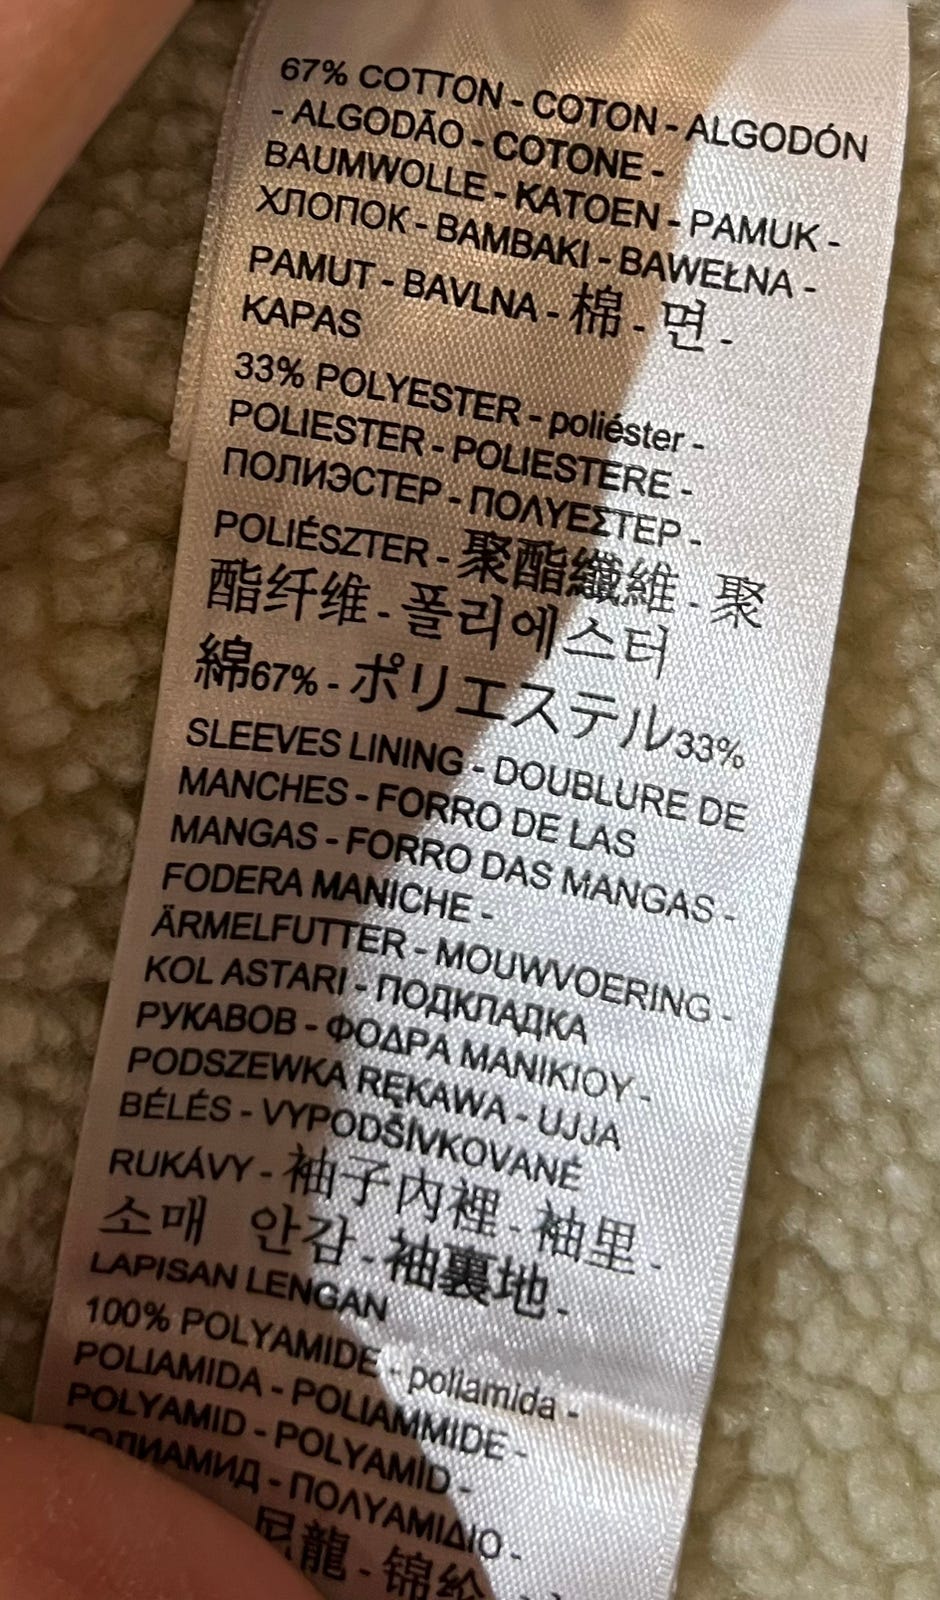 67% COTTON - COTON - ALGODÓN
- ALGODÃO - COTONE -
BAUMWOLLE - KATOEN - PAMUK -
ХЛОПОК - BAMBAKI - BAWEŁNA -
PAMUT - BAVLNA - 棉 - 면 -
KAPAS
33% POLYESTER - poliéster -
POLIESTER - POLIESTERE -
ПОЛИЭСТЕР - ΠΟΛΥΕΣΤΕΡ -
POLIÉSZTER - 聚酯纖維 - 聚
酯纤维 - 폴리에스터
綿67% - ポリエステル33%
SLEEVES LINING - DOUBLURE DE
MANCHES - FORRO DE LAS
MANGAS - FORRO DAS MANGAS -
FODERA MANICHE -
ÄRMELFUTTER - MOUWVOERING -
KOL ASTARI - ПОДКЛАДКА
РУКАВОВ - ΦΟΔΡΑ ΜΑΝΙΚΙΟΥ -
PODSZEWKA RĘKAWA - UJJA
BÉLÉS - VYPODŠÍVKOVANÉ
RUKÁVY - 袖子內裡 - 袖里 -
소매 안감 - 袖裏地 -
LAPISAN LENGAN
100% POLYAMIDE - poliamida -
POLIAMIDA - POLIAMMIDE -
POLYAMID - POLYAMID -
ПОЛИАМИД - ΠΟΛΥΑΜΙΔΙΟ -
尼龍 - 锦纶